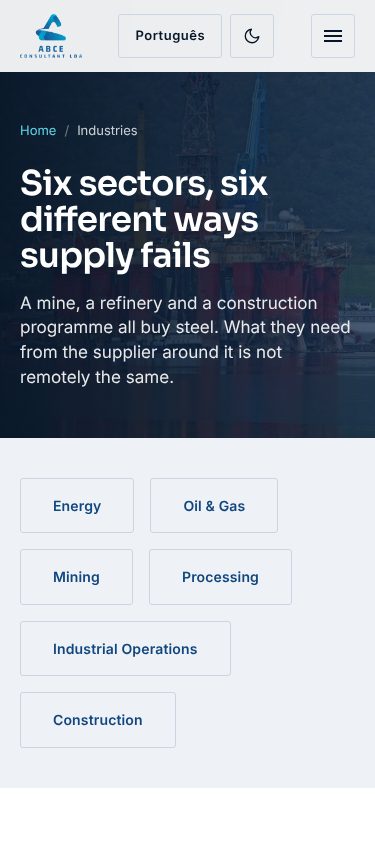 ABCE
CONSULTANT LDA
Português
Home / Industries
Six sectors, six
different ways
supply fails
A mine, a refinery and a construction
programme all buy steel. What they need
from the supplier around it is not
remotely the same.
Energy
Oil & Gas
Mining
Processing
Industrial Operations
Construction